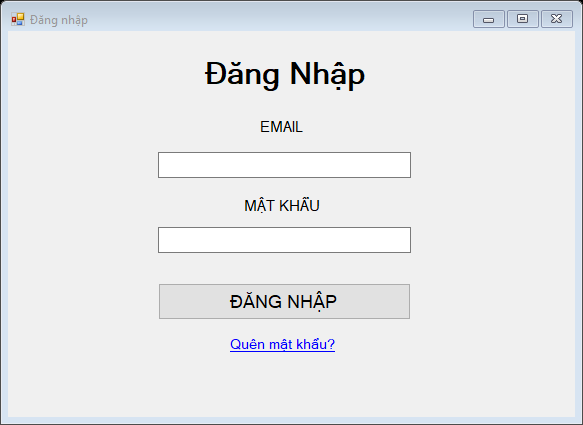 Đăng nhập
Đăng Nhập
EMAIL
MẬT KHẨU
ĐĂNG NHẬP
Quên mật khẩu?